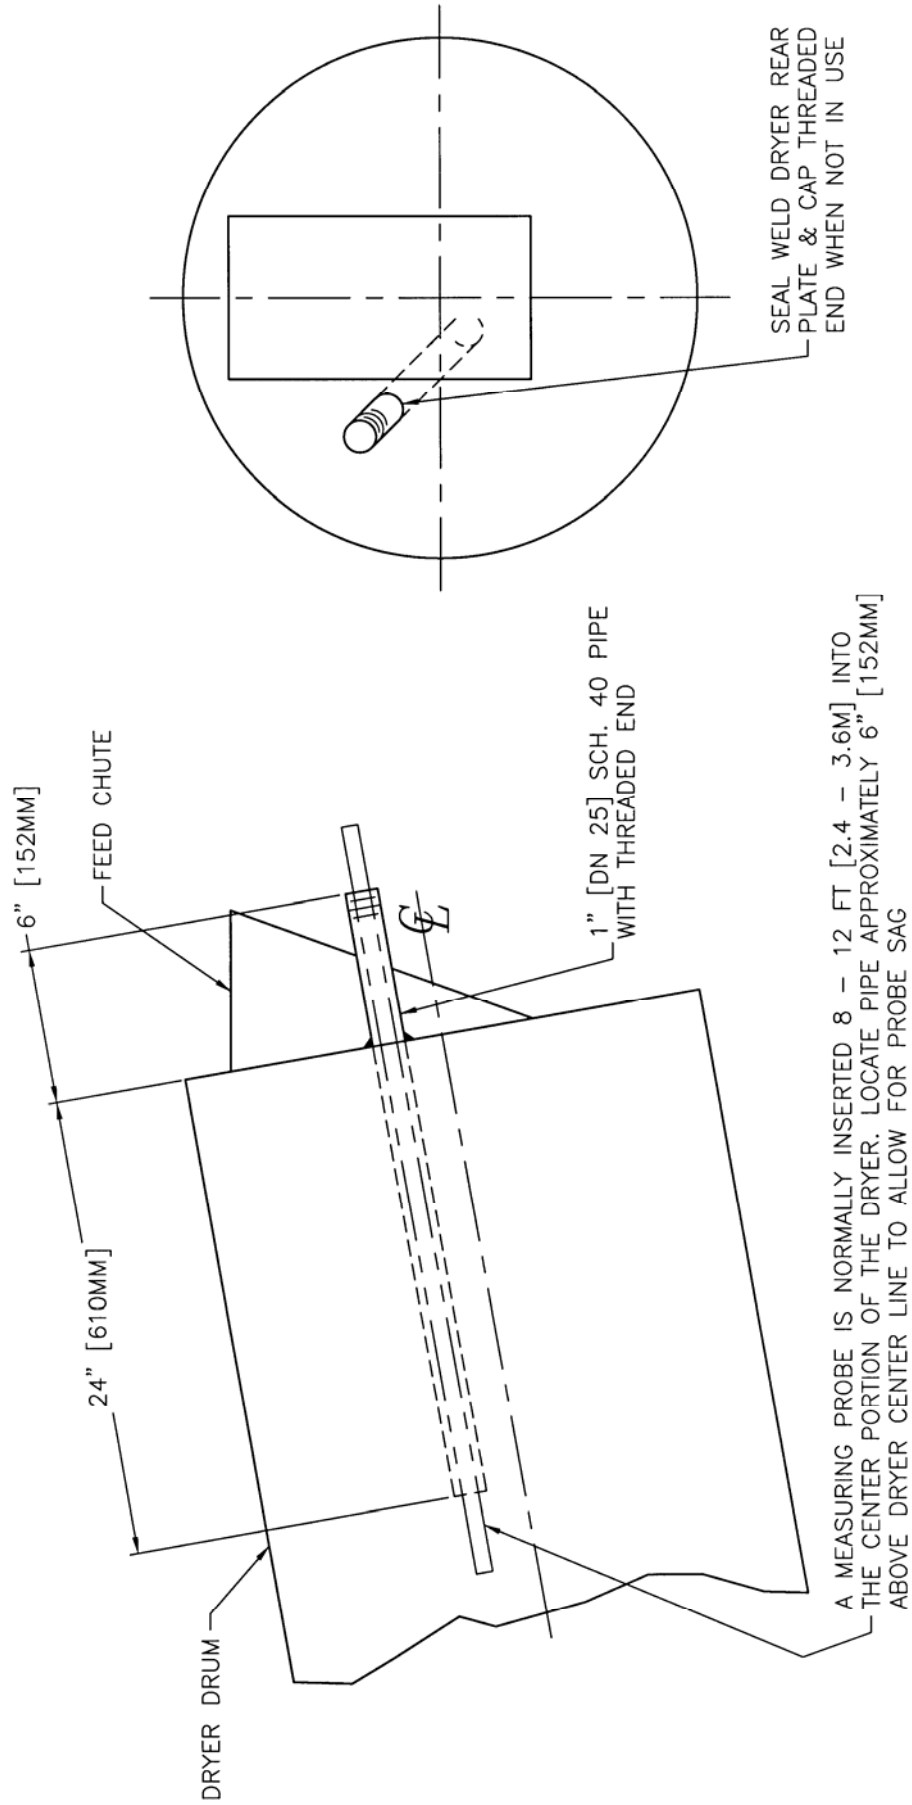 6" [152MM]
24" [610MM]
FEED CHUTE
DRYER DRUM
CL
1" [DN 25] SCH. 40 PIPE
WITH THREADED END
SEAL WELD DRYER REAR
PLATE & CAP THREADED
END WHEN NOT IN USE
A MEASURING PROBE IS NORMALLY INSERTED 8 - 12 FT [2.4 - 3.6M] INTO
THE CENTER PORTION OF THE DRYER. LOCATE PIPE APPROXIMATELY 6" [152MM]
ABOVE DRYER CENTER LINE TO ALLOW FOR PROBE SAG